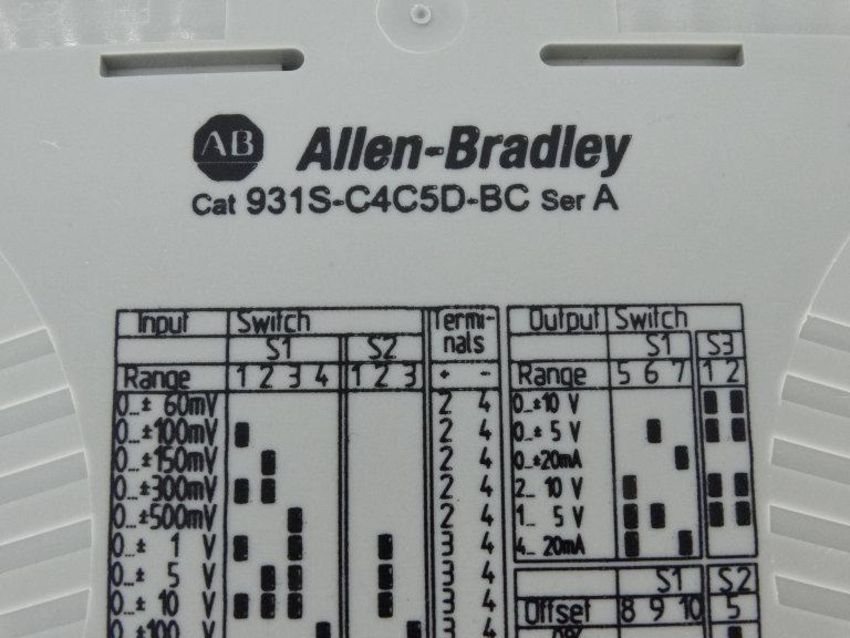 AB Allen-Bradley
Cat 931S-C4C5D-BC Ser A
Input Switch Termi-nals
S1 S2
Range 1 2 3 4 1 2 3 + -
0...± 60mV 2 4
0...±100mV 2 4
0...±150mV 2 4
0...±300mV 2 4
0...±500mV 2 4
0...± 1 V 3 4
0...± 5 V 3 4
0...± 10 V 3 4
0...±100 V
Output Switch
S1 S3
Range 5 6 7 1 2
0...±10 V
0...± 5 V
0...±20mA
2... 10 V
1... 5 V
4... 20mA
S1 S2
Offset 8 9 10 5
0%